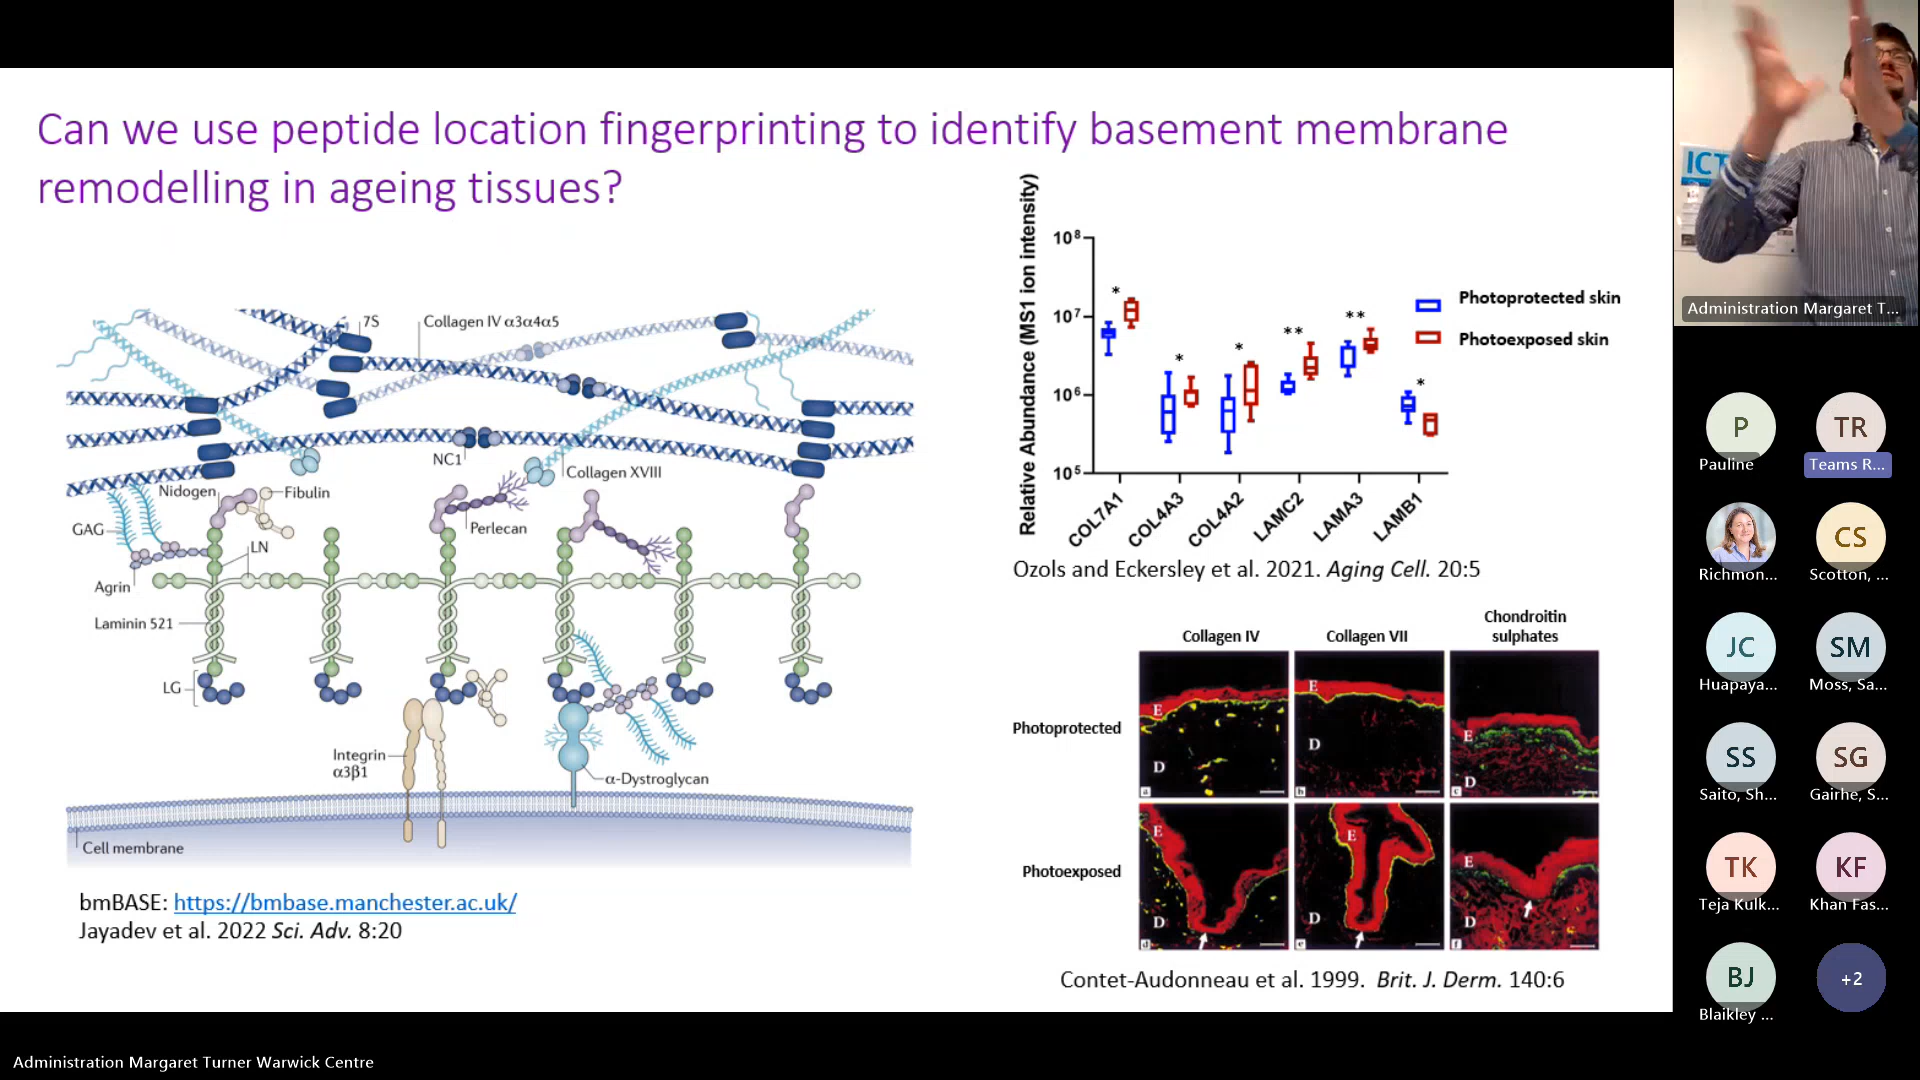 Can we use peptide location fingerprinting to identify basement membrane
remodelling in ageing tissues?
7S
Collagen IV α3α4α5
NC1
Collagen XVIII
Nidogen
Fibulin
GAG
Perlecan
LN
Agrin
Laminin 521
LG
Integrin
α3β1
α-Dystroglycan
Cell membrane
bmBASE: https://bmbase.manchester.ac.uk/
Jayadev et al. 2022 Sci. Adv. 8:20
Relative Abundance (MS1 ion intensity)
10⁸
10⁷
10⁶
10⁵
*
*
*
**
**
*
Photoprotected skin
Photoexposed skin
COL7A1
COL4A3
COL4A2
LAMC2
LAMA3
LAMB1
Ozols and Eckersley et al. 2021. Aging Cell. 20:5
Collagen IV
Collagen VII
Chondroitin
sulphates
Photoprotected
E
D
a
E
D
b
E
D
c
Photoexposed
E
D
d
E
D
e
E
D
f
Contet-Audonneau et al. 1999. Brit. J. Derm. 140:6
ICT
Administration Margaret T...
P
Pauline
TR
Teams R...
Richmon...
CS
Scotton, ...
JC
Huapaya...
SM
Moss, Sa...
SS
Saito, Sh...
SG
Gairhe, S...
TK
Teja Kulk...
KF
Khan Fas...
BJ
Blaikley ...
+2
Administration Margaret Turner Warwick Centre